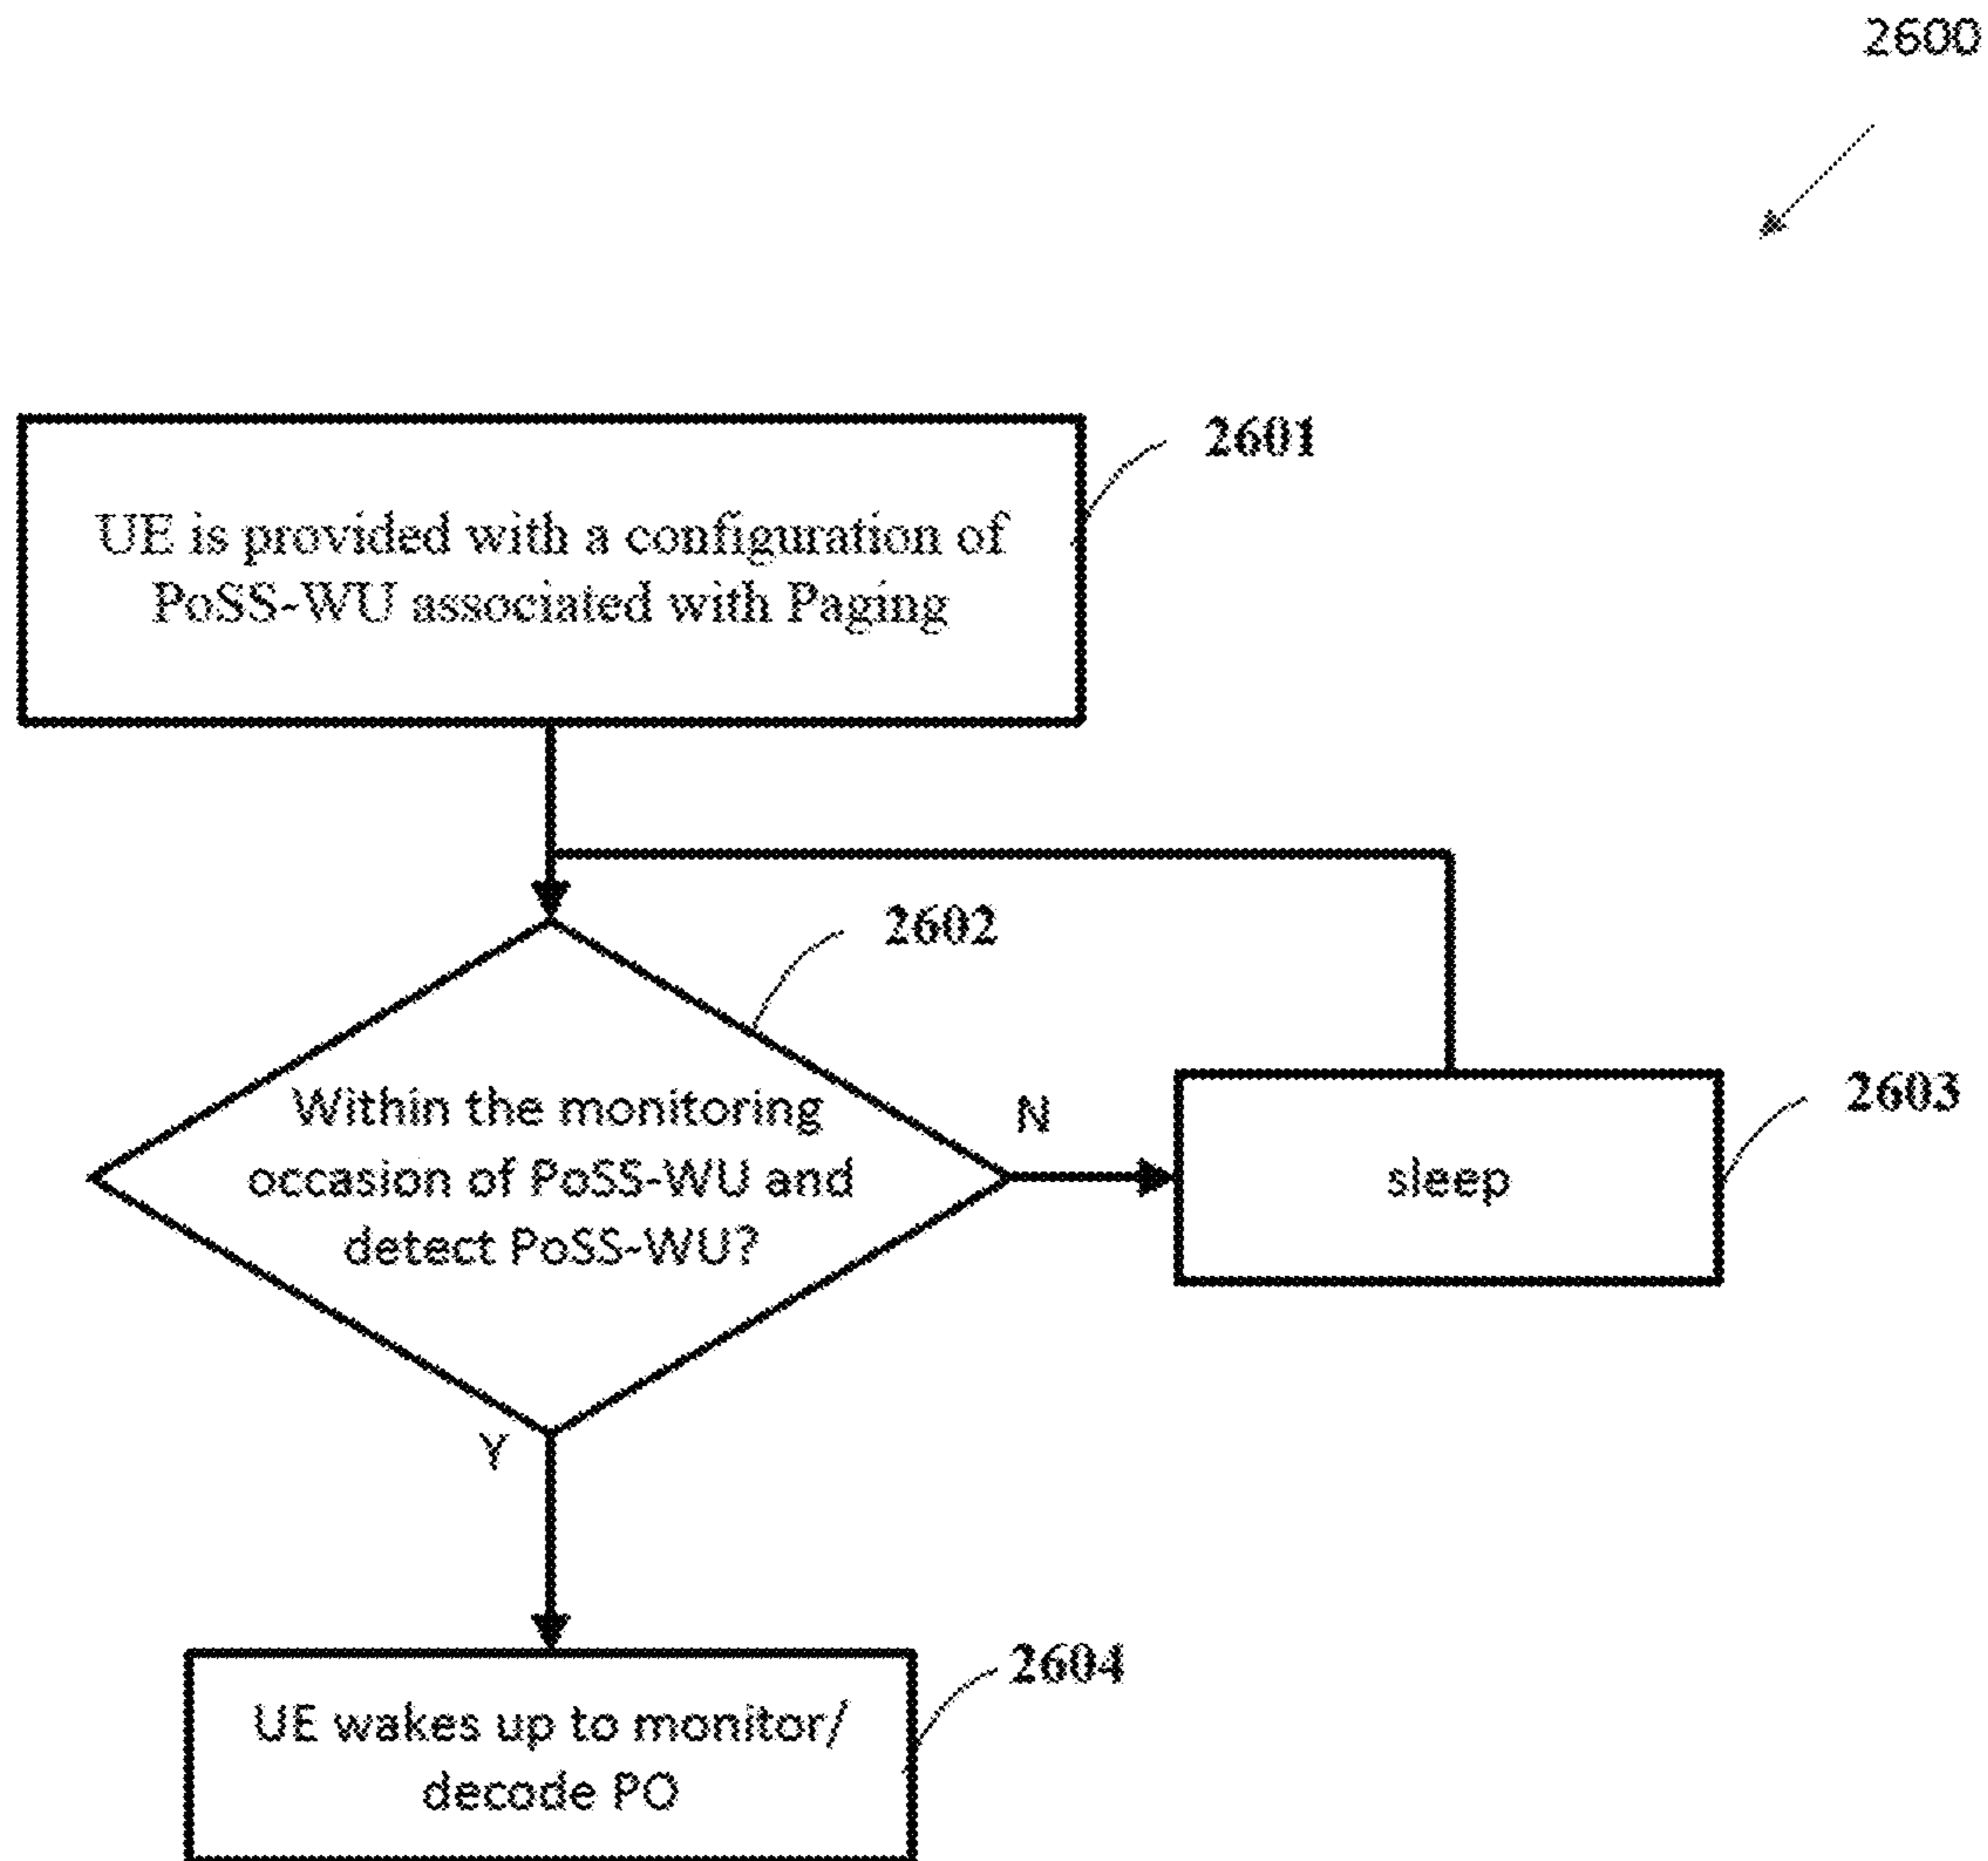 2600
2601
UE is provided with a configuration of
PoSS-WU associated with Paging
2602
Within the monitoring
occasion of PoSS-WU and
detect PoSS-WU?
N
2603
sleep
Y
2604
UE wakes up to monitor/
decode PO